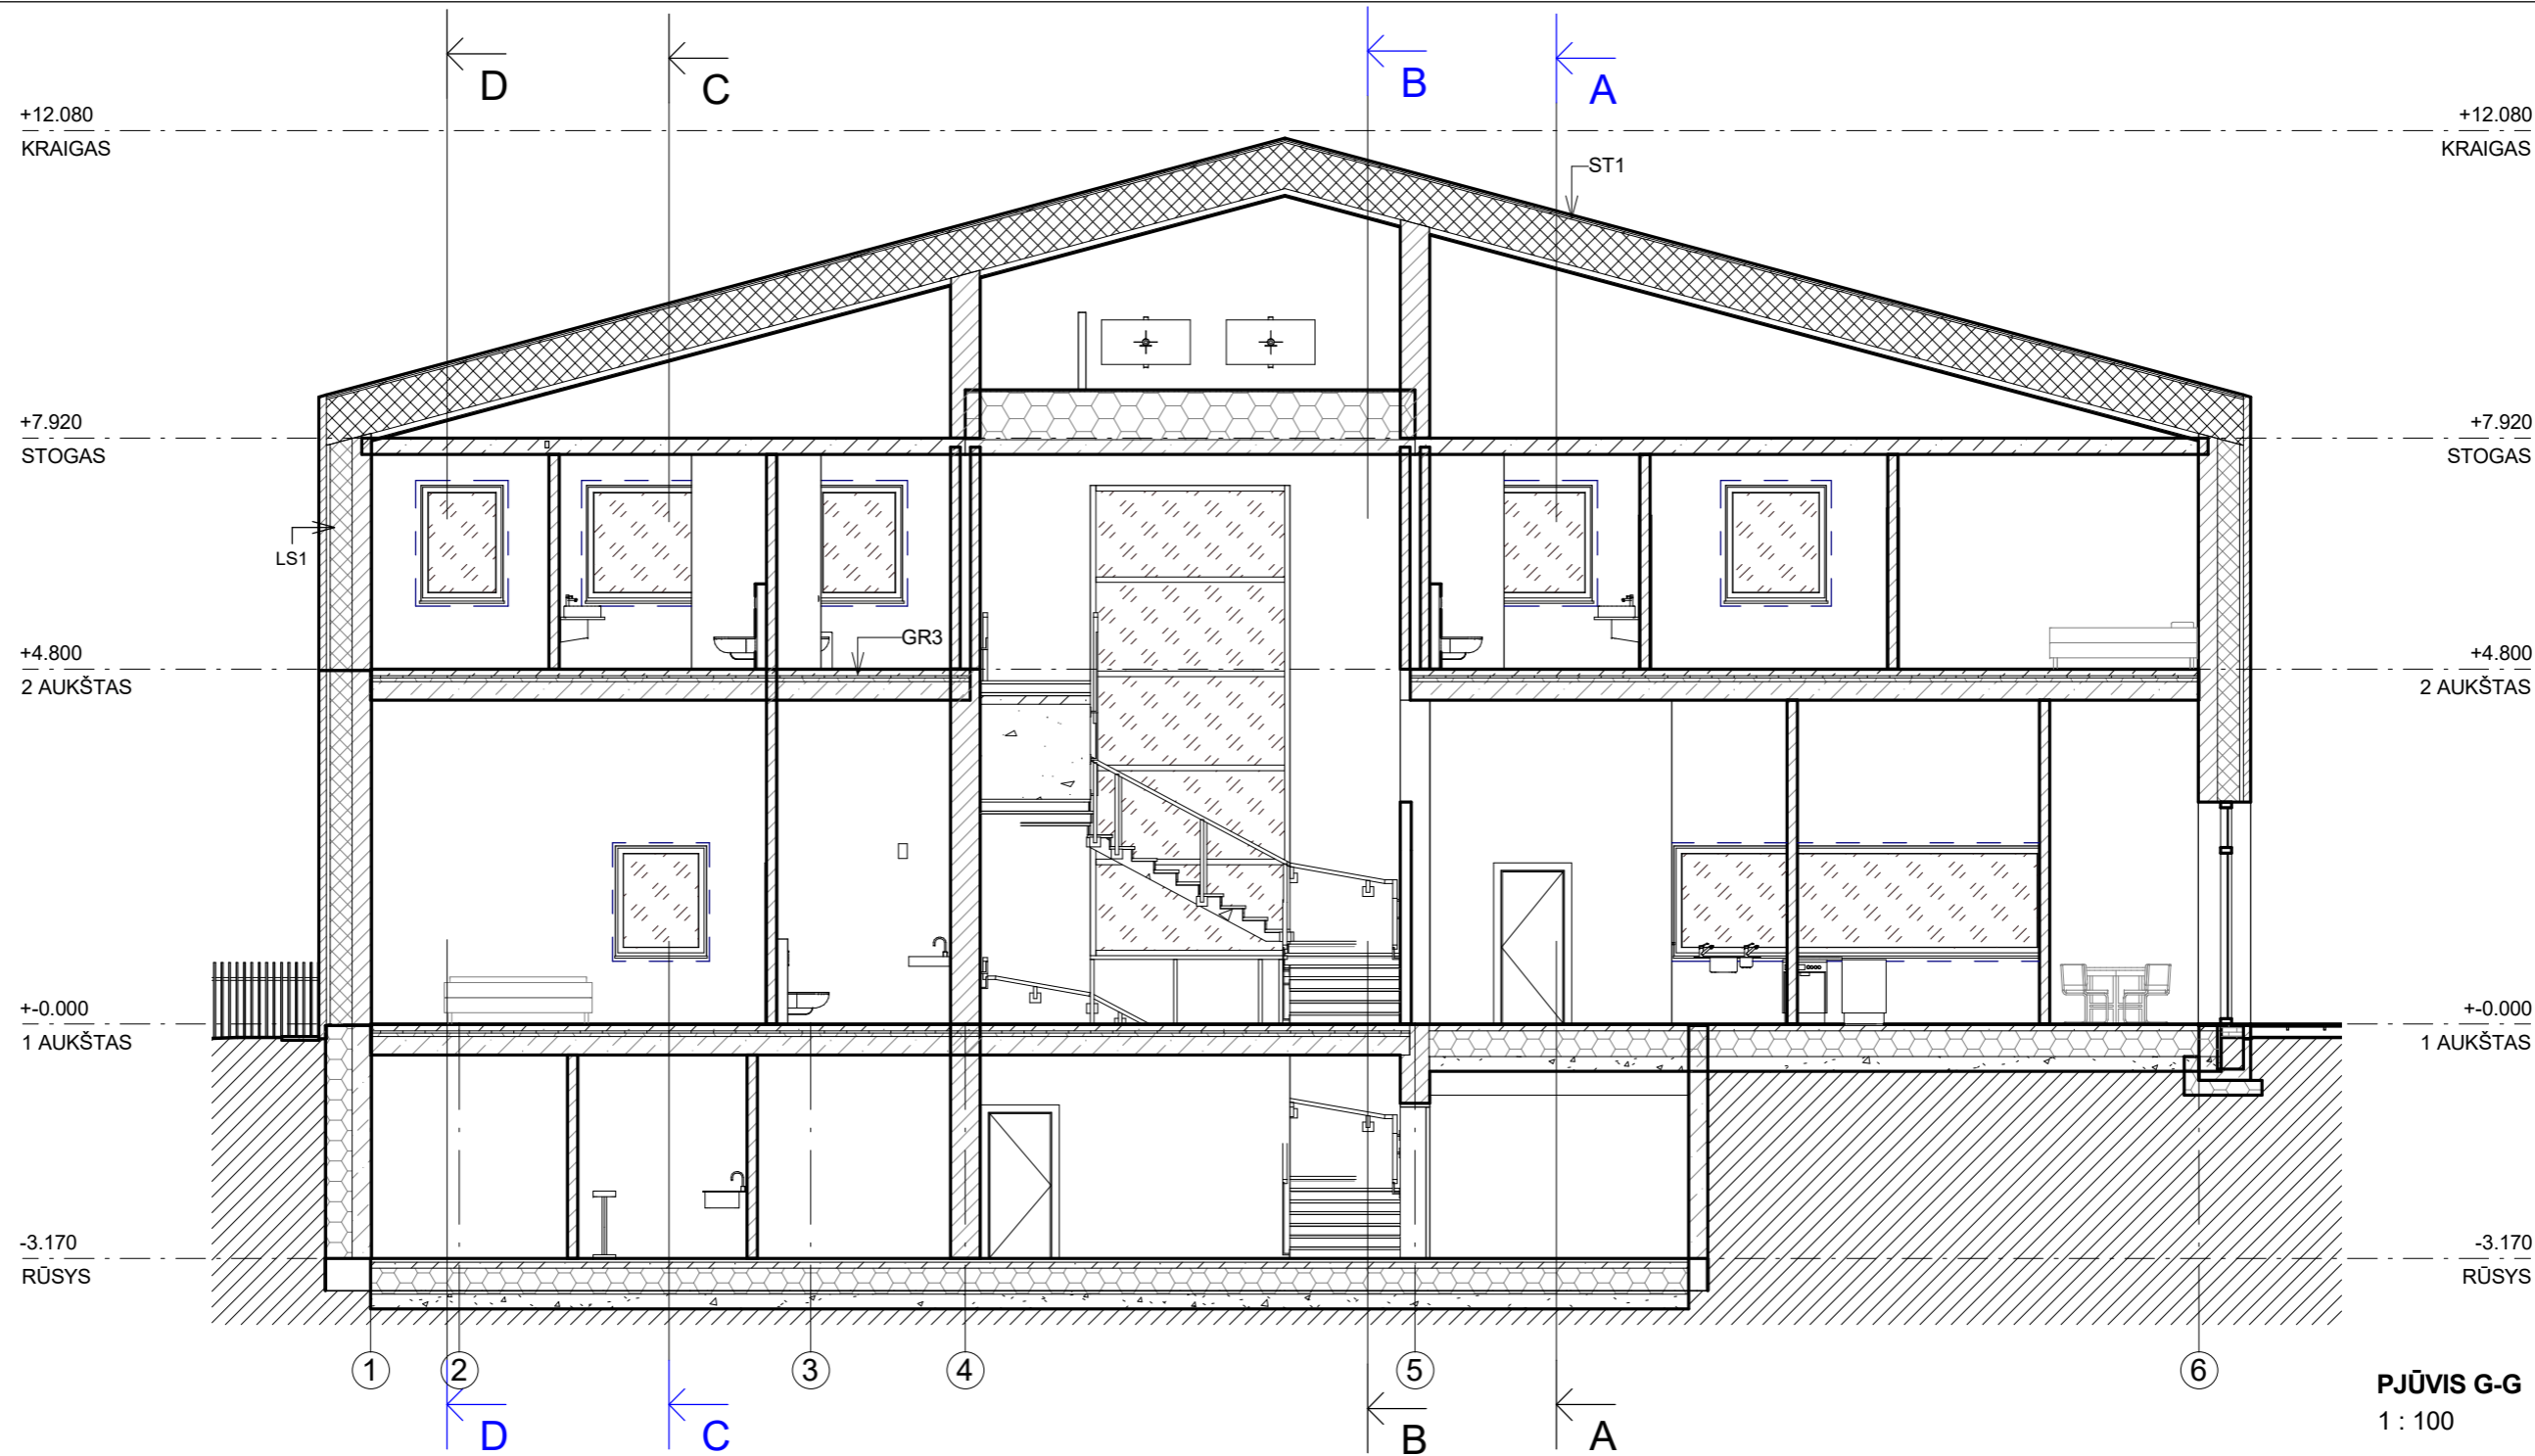 D
C
B
A
+12.080
KRAIGAS
+12.080
KRAIGAS
ST1
+7.920
STOGAS
+7.920
STOGAS
LS1
GR3
+4.800
2 AUKŠTAS
+4.800
2 AUKŠTAS
+-0.000
1 AUKŠTAS
+-0.000
1 AUKŠTAS
-3.170
RŪSYS
-3.170
RŪSYS
1
2
3
4
5
6
D
C
B
A
PJŪVIS G-G
1 : 100